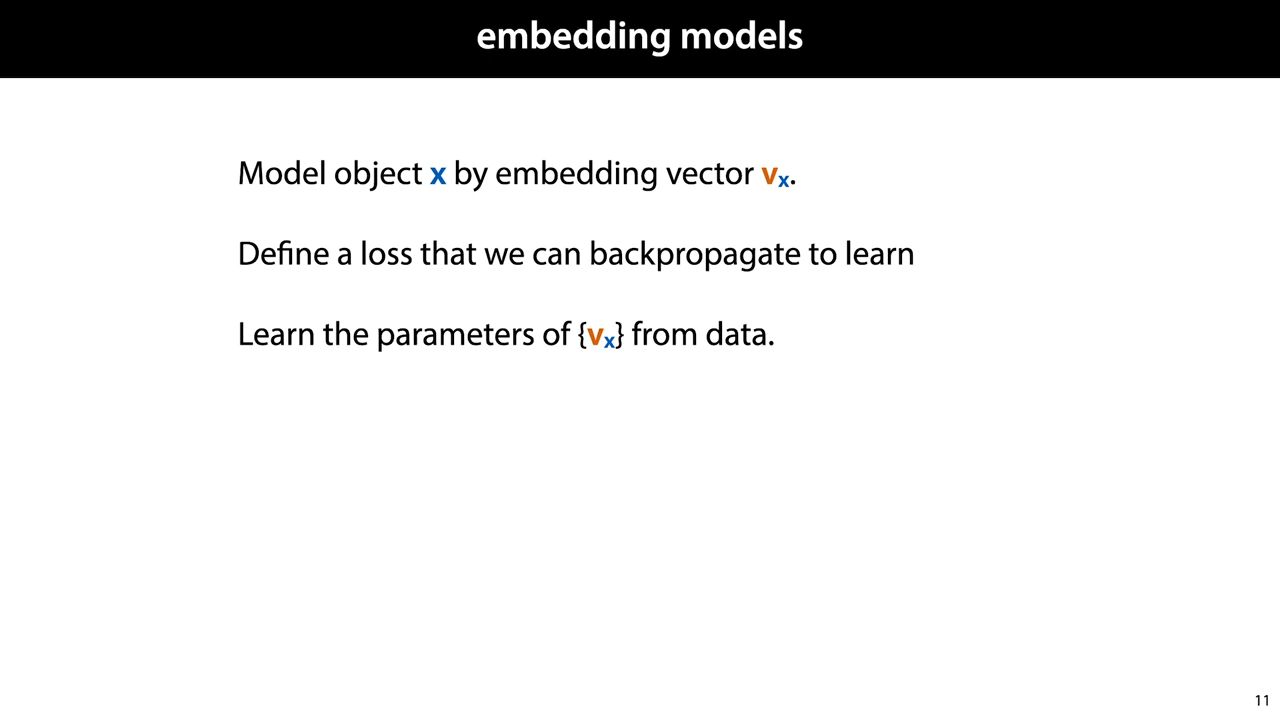 embedding models
Model object x by embedding vector vₓ.
Define a loss that we can backpropagate to learn
Learn the parameters of {vₓ} from data.
11